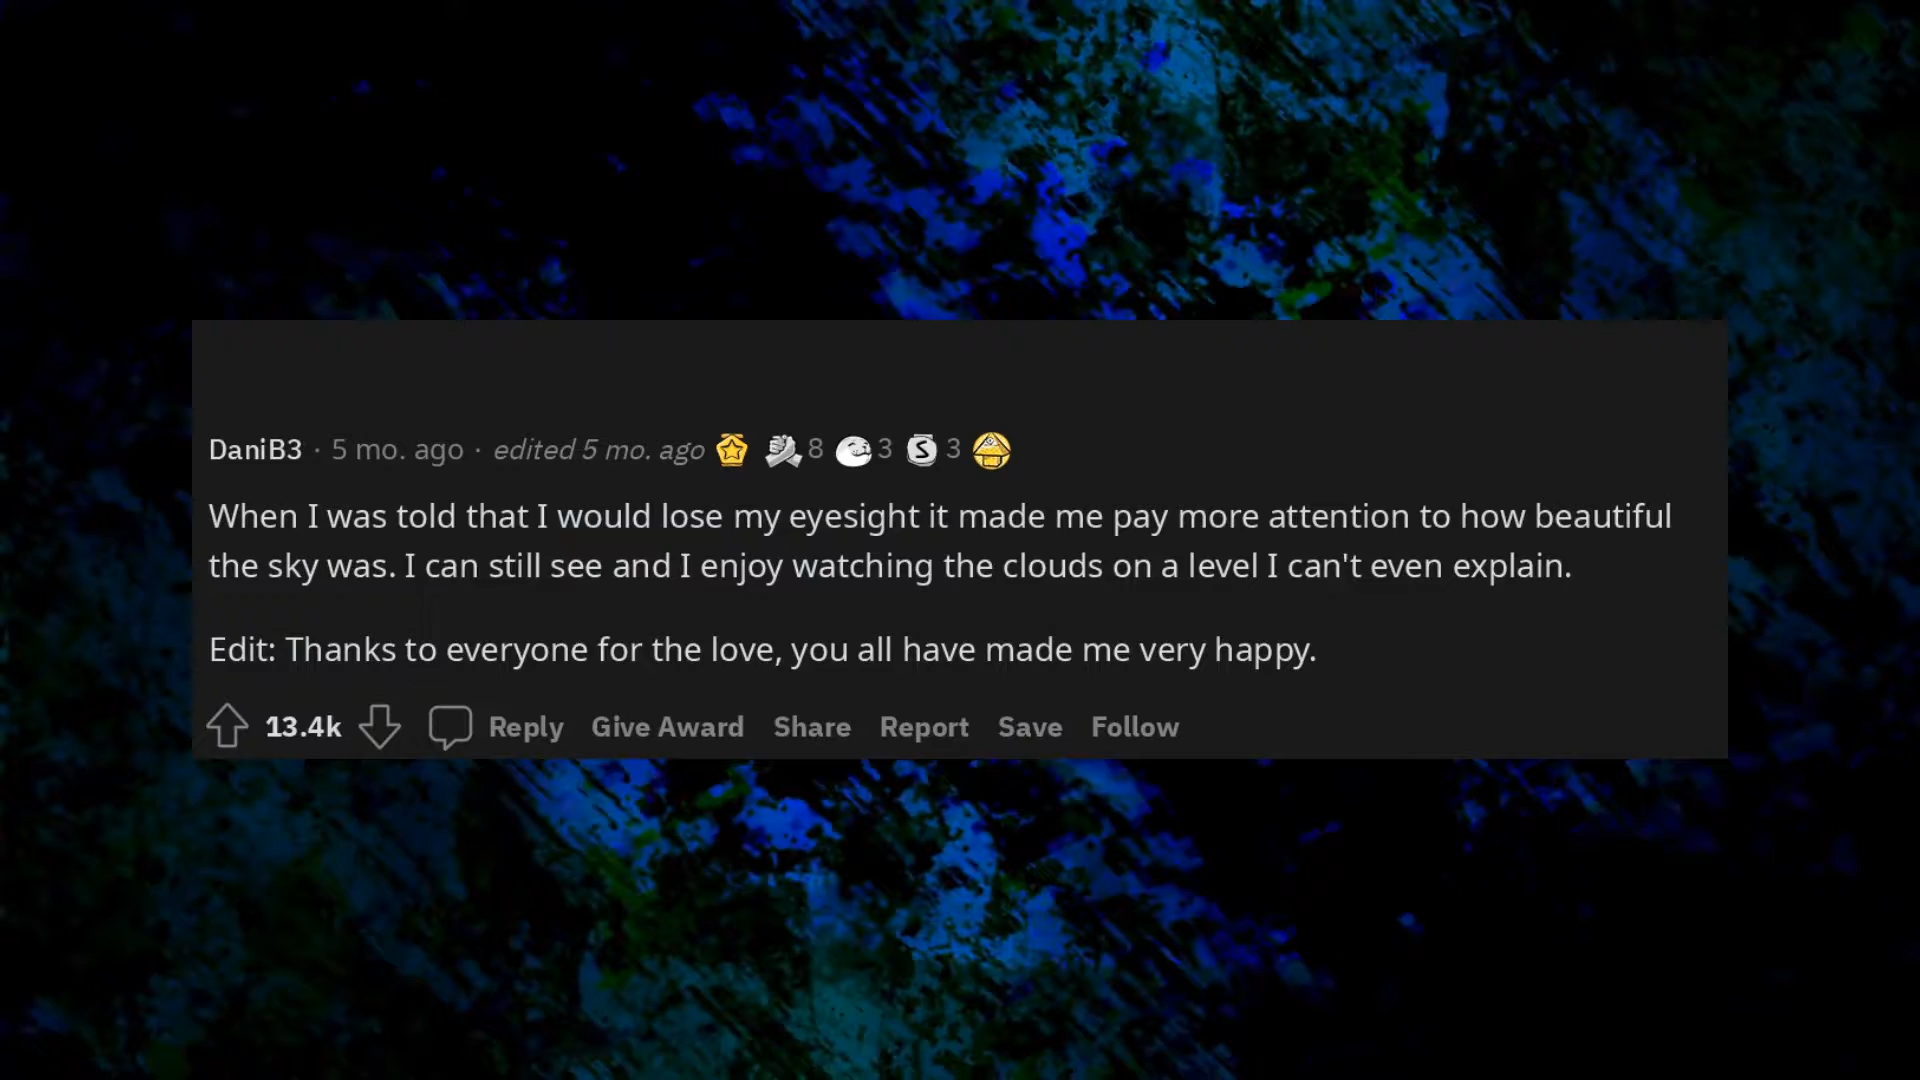 DaniB3 · 5 mo. ago · edited 5 mo. ago 8 3 S 3
When I was told that I would lose my eyesight it made me pay more attention to how beautiful
the sky was. I can still see and I enjoy watching the clouds on a level I can't even explain.
Edit: Thanks to everyone for the love, you all have made me very happy.
13.4k Reply Give Award Share Report Save Follow